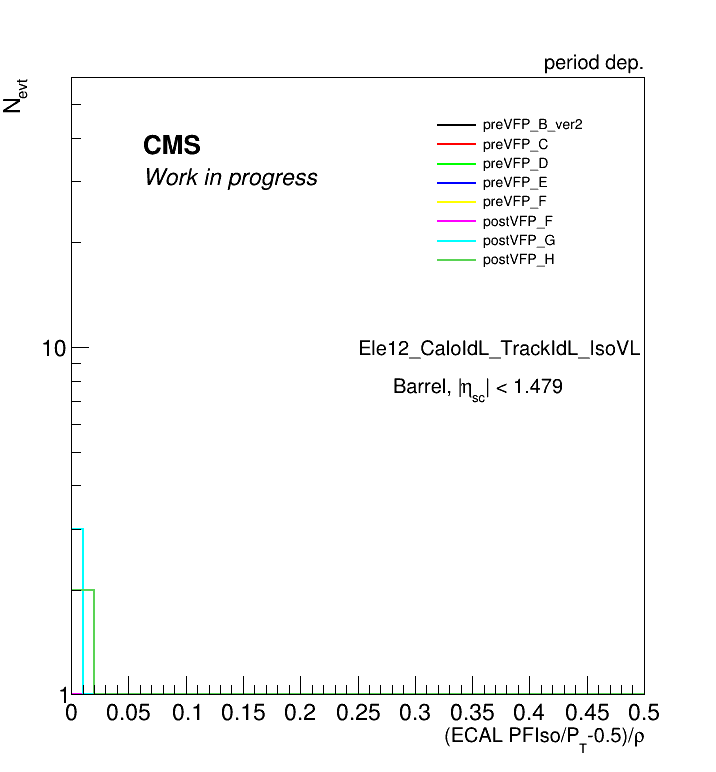 period dep.
N_evt
CMS
Work in progress
preVFP_B_ver2
preVFP_C
preVFP_D
preVFP_E
preVFP_F
postVFP_F
postVFP_G
postVFP_H
10
Ele12_CaloIdL_TrackIdL_IsoVL
Barrel, |η_sc| < 1.479
1
0 0.05 0.1 0.15 0.2 0.25 0.3 0.35 0.4 0.45 0.5
(ECAL PFIso/P_T-0.5)/ρ